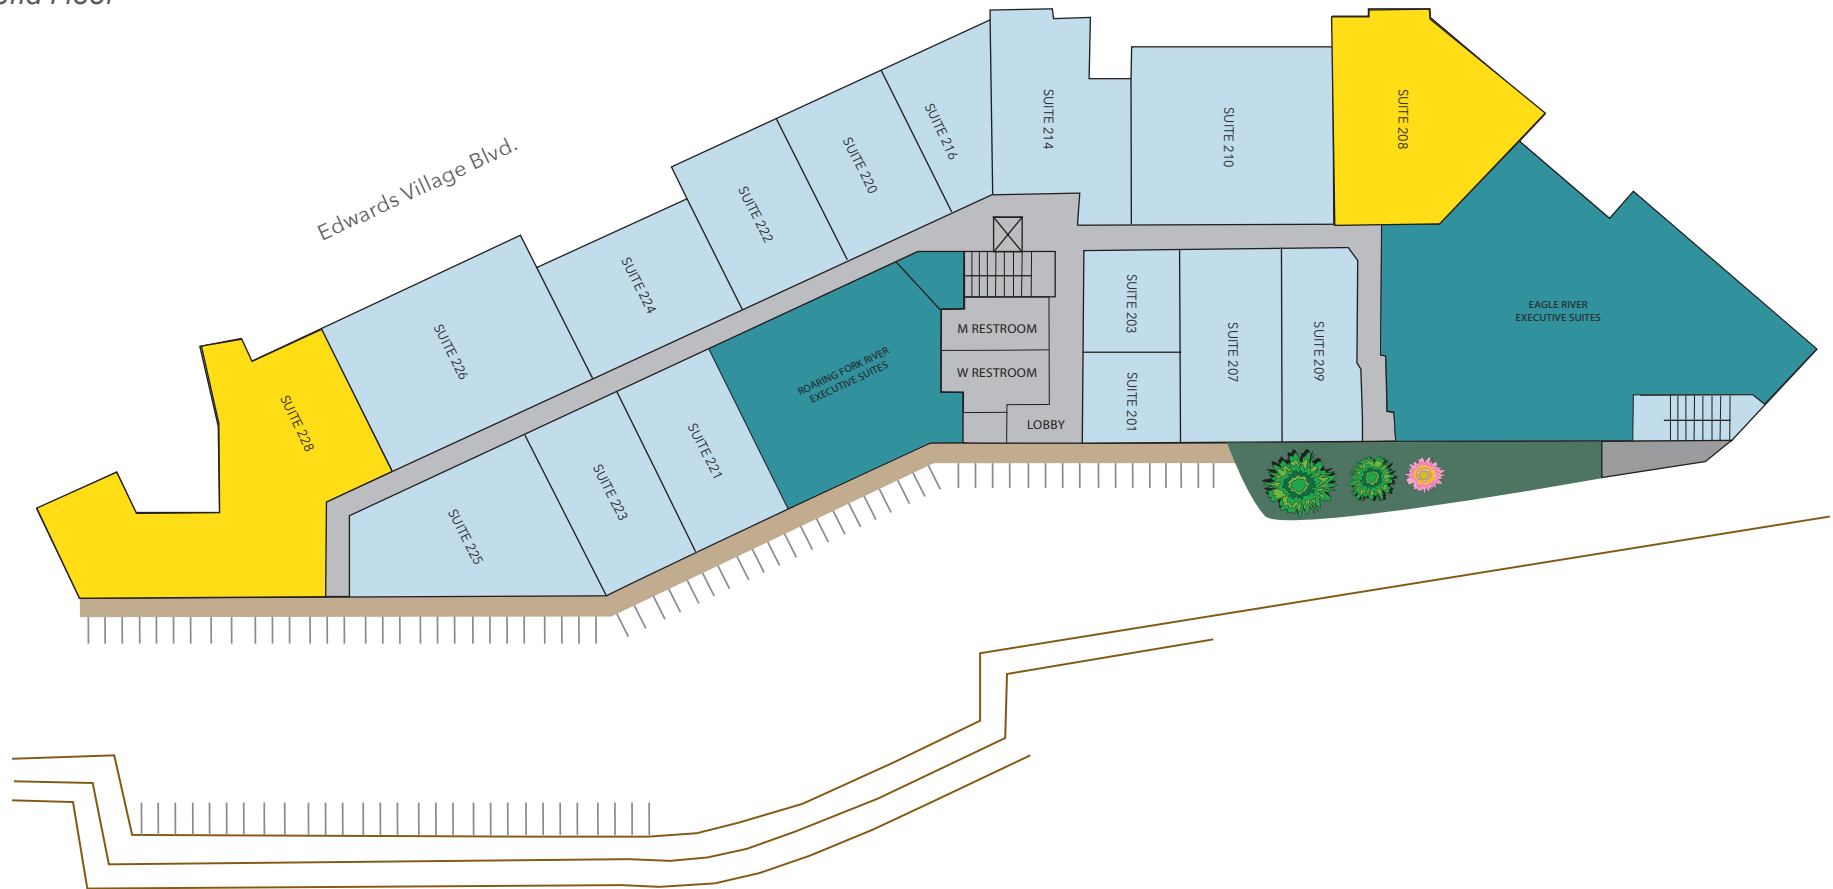 Floor
Edwards Village Blvd.
SUITE 208
SUITE 210
SUITE 214
SUITE 216
SUITE 220
SUITE 222
SUITE 224
SUITE 226
SUITE 228
SUITE 225
SUITE 223
SUITE 221
ROARING FORK RIVER
EXECUTIVE SUITES
M RESTROOM
W RESTROOM
LOBBY
SUITE 203
SUITE 201
SUITE 207
SUITE 209
EAGLE RIVER
EXECUTIVE SUITES